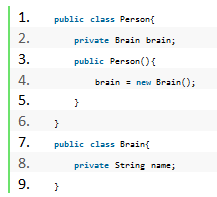 1. public class Person{
2. private Brain brain;
3. public Person(){
4. brain = new Brain();
5. }
6. }
7. public class Brain{
8. private String name;
9. }